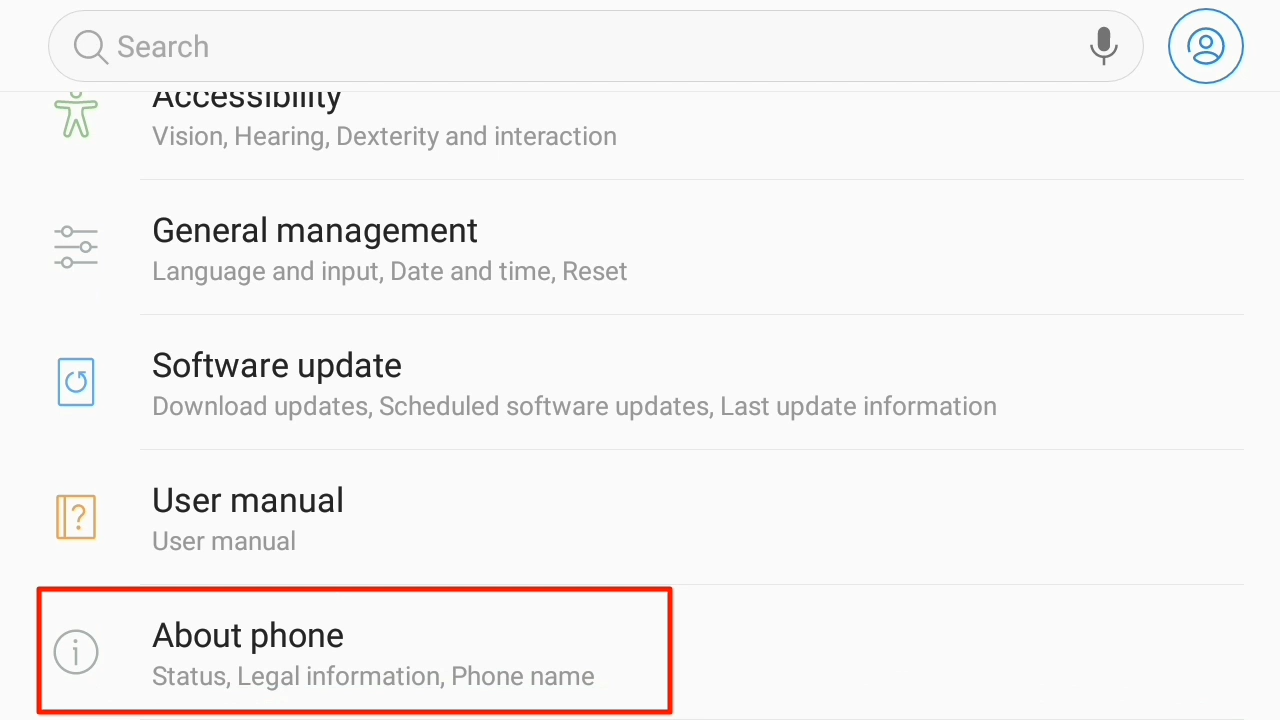 Search
Accessibility
Vision, Hearing, Dexterity and interaction
General management
Language and input, Date and time, Reset
Software update
Download updates, Scheduled software updates, Last update information
User manual
User manual
About phone
Status, Legal information, Phone name